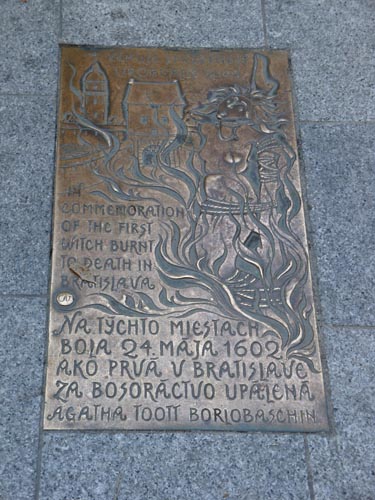 IN
COMMEMORATION
OF THE FIRST
WITCH BURNT
TO DEATH IN
BRATISLAVA
NA TÝCHTO MIESTACH
BOLA 24. MÁJA 1602
AKO PRVÁ V BRATISLAVE
ZA BOSORÁCTVO UPÁLENÁ
AGATHA TOOTT BORLOBASCHIN.